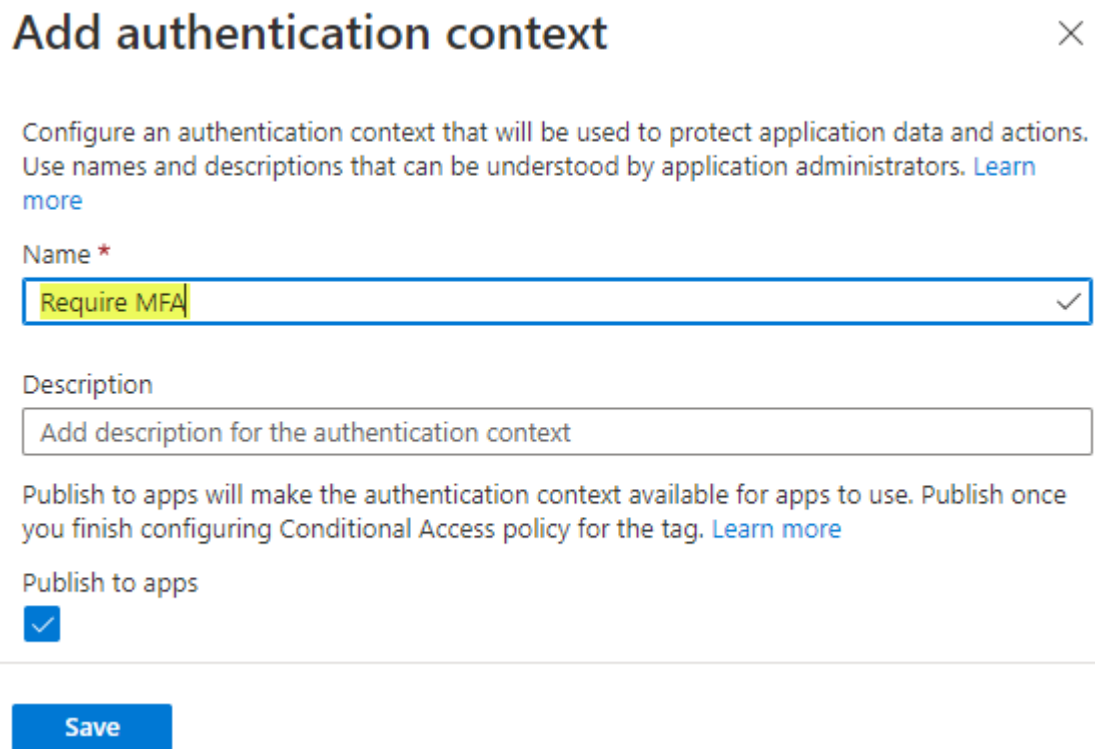 Add authentication context
Configure an authentication context that will be used to protect application data and actions.
Use names and descriptions that can be understood by application administrators. Learn
more
Name *
Require MFA
Description
Add description for the authentication context
Publish to apps will make the authentication context available for apps to use. Publish once
you finish configuring Conditional Access policy for the tag. Learn more
Publish to apps
Save